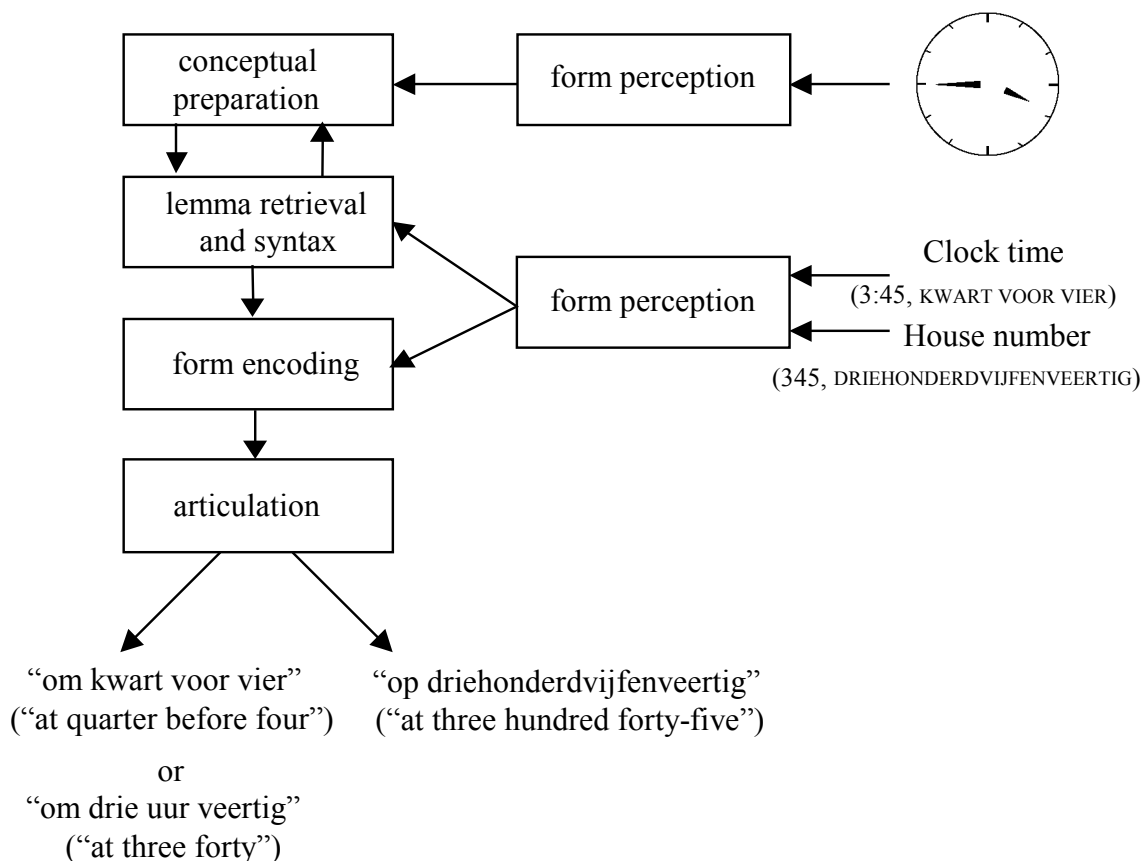 conceptual
preparation
form perception
lemma retrieval
and syntax
form perception
Clock time
(3:45, KWART VOOR VIER)
House number
(345, DRIEHONDERDVIJFENVEERTIG)
form encoding
articulation
“om kwart voor vier”
(“at quarter before four”)
or
“om drie uur veertig”
(“at three forty”)
“op driehonderdvijfenveertig”
(“at three hundred forty-five”)